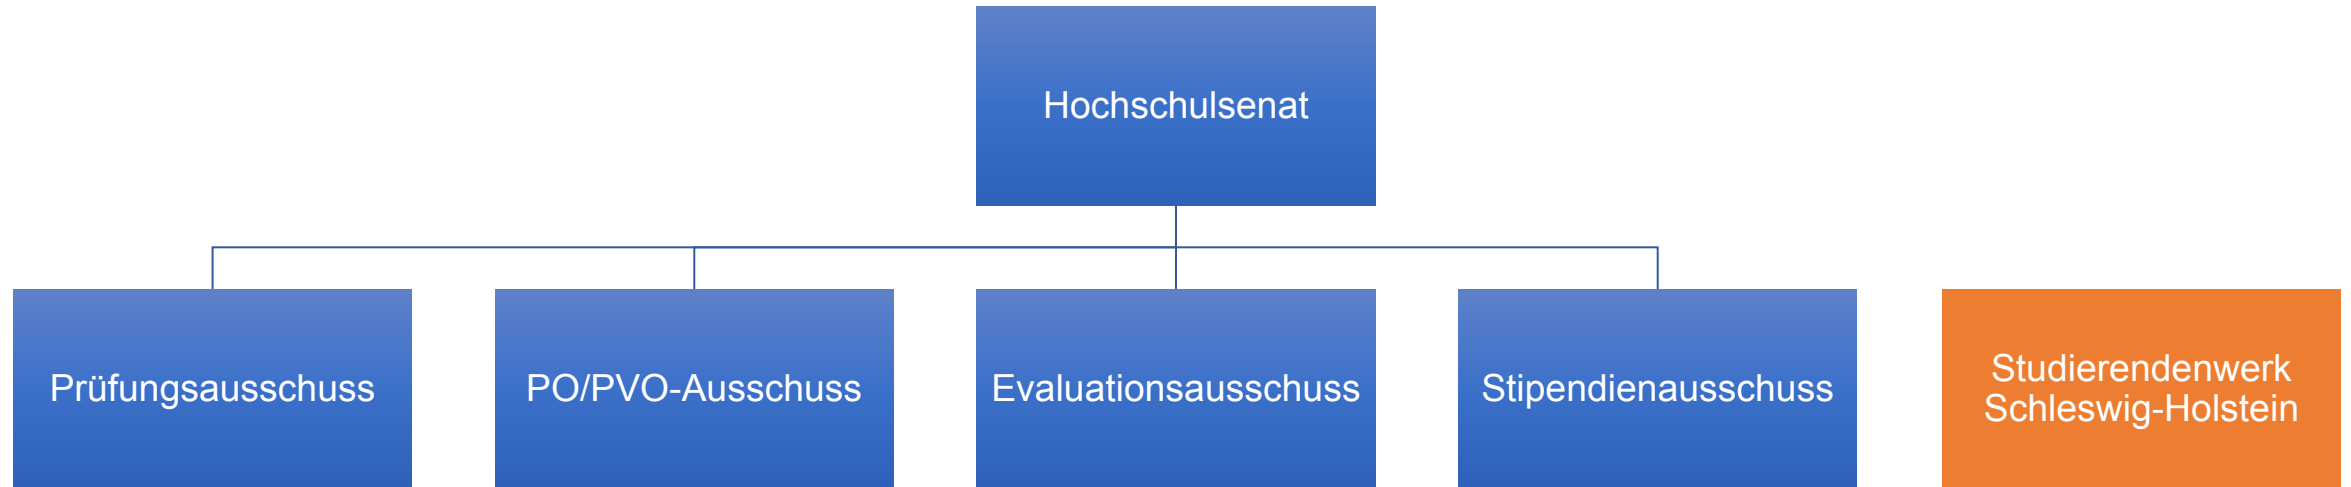 Hochschulsenat
Prüfungsausschuss
PO/PVO-Ausschuss
Evaluationsausschuss
Stipendienausschuss
Studierendenwerk
Schleswig-Holstein